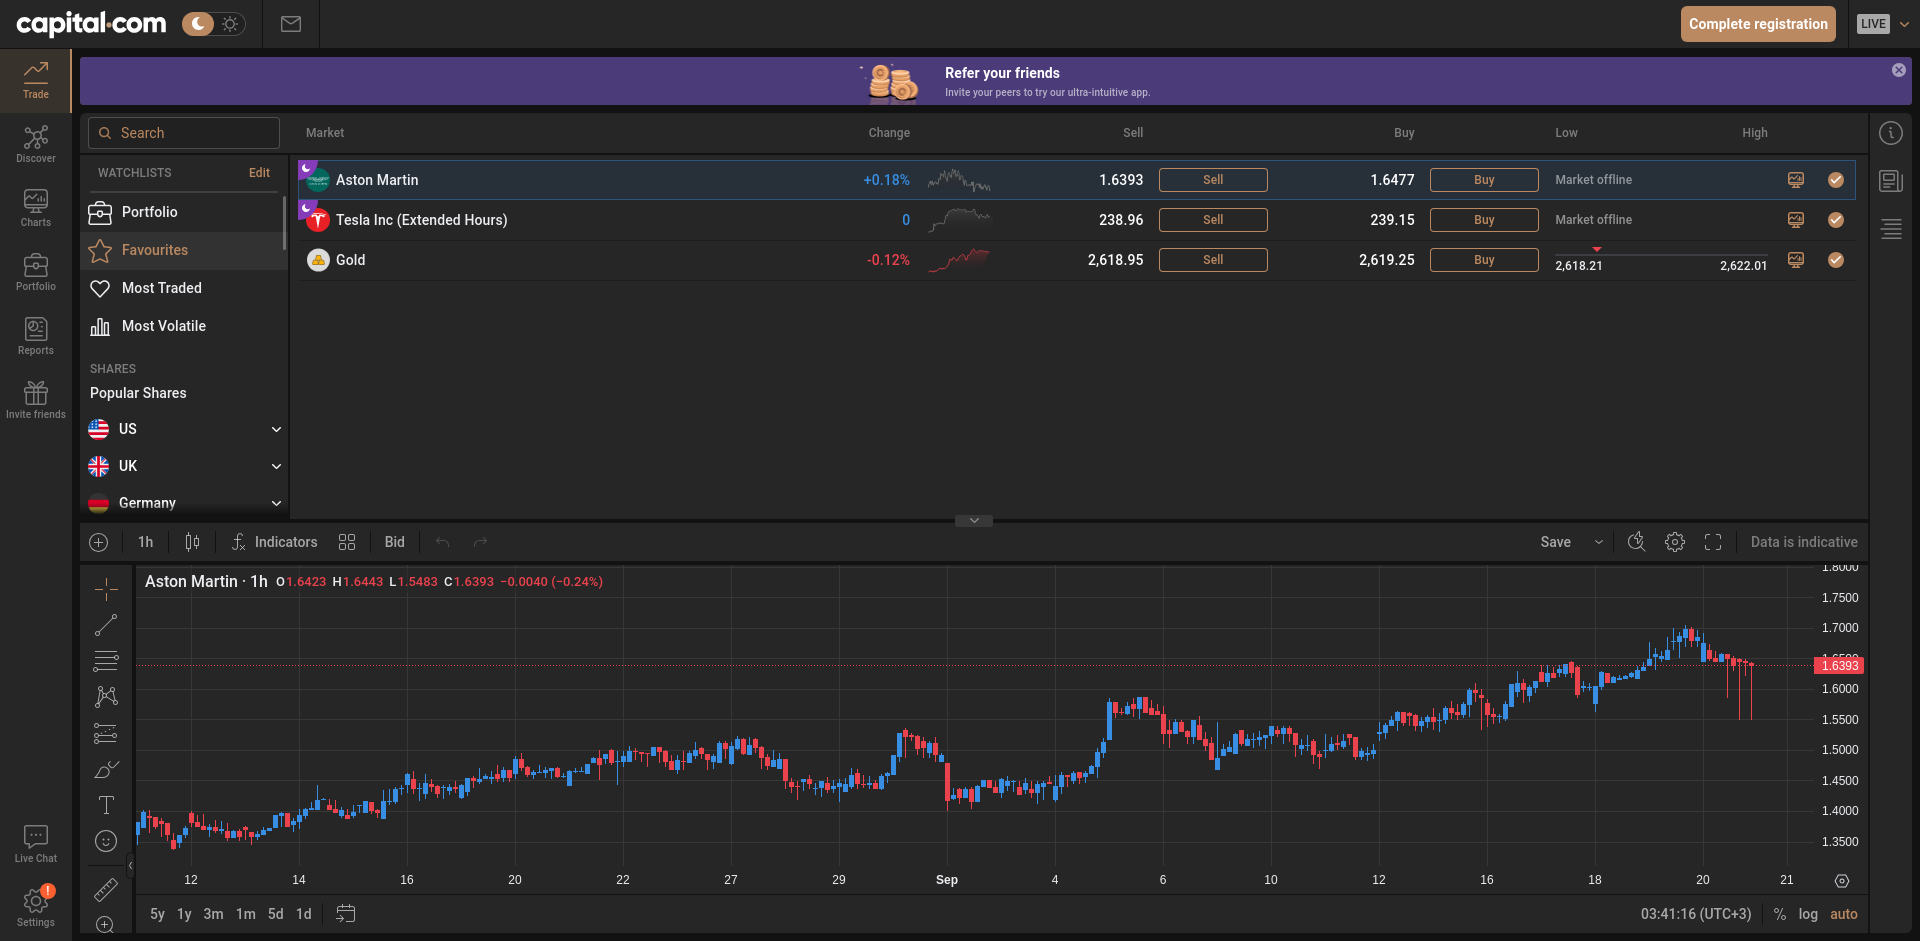 capital.com
Complete registration
LIVE
Trade
Discover
Charts
Portfolio
Reports
Invite friends
Live Chat
!
Settings
Refer your friends
Invite your peers to try our ultra-intuitive app.
Search
Market Change Sell Buy Low High
WATCHLISTS Edit
Portfolio
Favourites
Most Traded
Most Volatile
SHARES
Popular Shares
US
UK
Germany
Aston Martin +0.18% 1.6393 Sell 1.6477 Buy Market offline
Tesla Inc (Extended Hours) 0 238.96 Sell 239.15 Buy Market offline
Gold -0.12% 2,618.95 Sell 2,619.25 Buy 2,618.21 2,622.01
1h Indicators Bid Save Data is indicative
Aston Martin · 1h O1.6423 H1.6443 L1.5483 C1.6393 −0.0040 (−0.24%)
1.8000
1.7500
1.7000
1.6500
1.6393
1.6000
1.5500
1.5000
1.4500
1.4000
1.3500
12 14 16 20 22 27 29 Sep 4 6 10 12 16 18 20 21
5y 1y 3m 1m 5d 1d 03:41:16 (UTC+3) % log auto